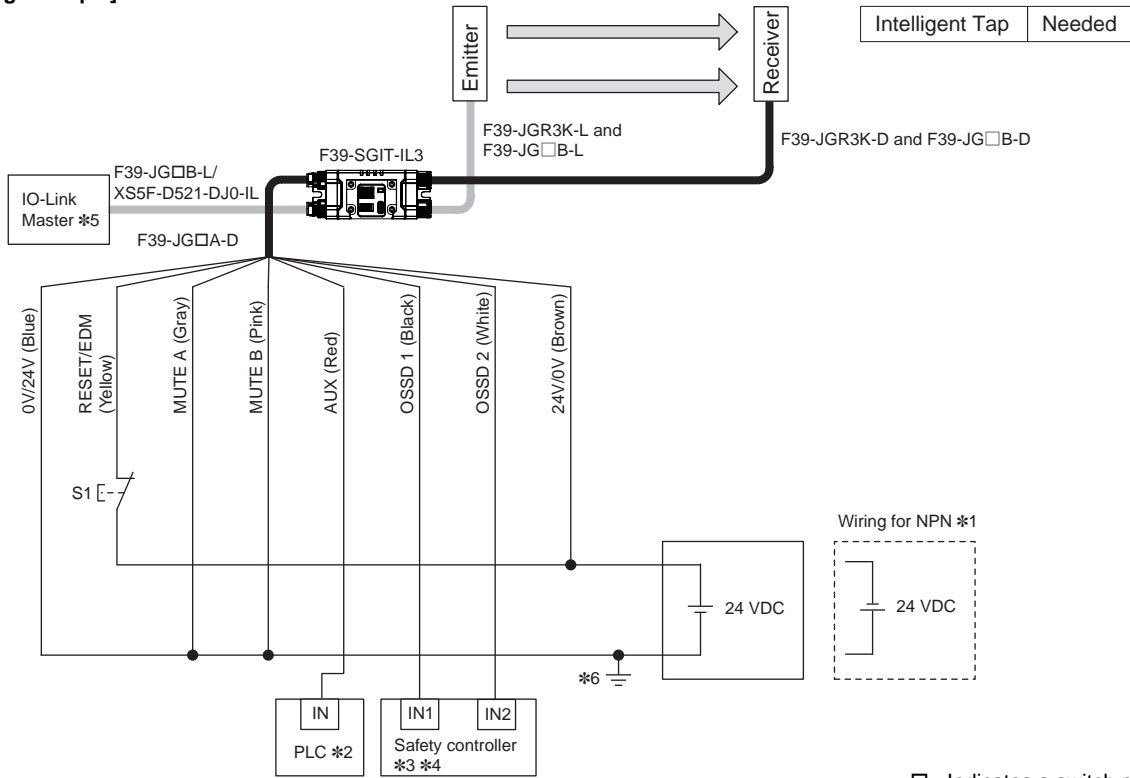 Emitter
Receiver
Intelligent Tap Needed
F39-JGR3K-L and
F39-JG□B-L
F39-JGR3K-D and F39-JG□B-D
F39-SGIT-IL3
F39-JG□B-L/
XS5F-D521-DJ0-IL
IO-Link
Master *5
F39-JG□A-D
0V/24V (Blue)
RESET/EDM
(Yellow)
MUTE A (Gray)
MUTE B (Pink)
AUX (Red)
OSSD 1 (Black)
OSSD 2 (White)
24V/0V (Brown)
S1
Wiring for NPN *1
24 VDC
24 VDC
*6
IN
PLC *2
IN1
IN2
Safety controller
*3 *4